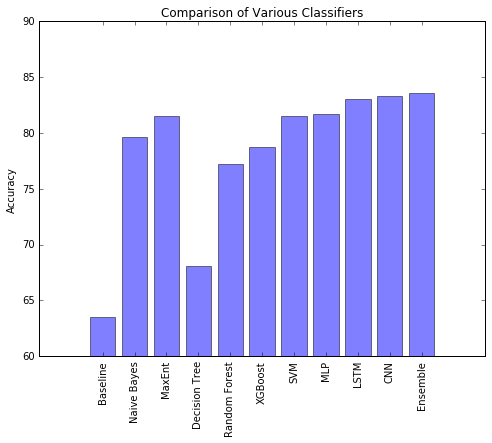 Comparison of Various Classifiers
Accuracy
90
85
80
75
70
65
60
Baseline
Naive Bayes
MaxEnt
Decision Tree
Random Forest
XGBoost
SVM
MLP
LSTM
CNN
Ensemble